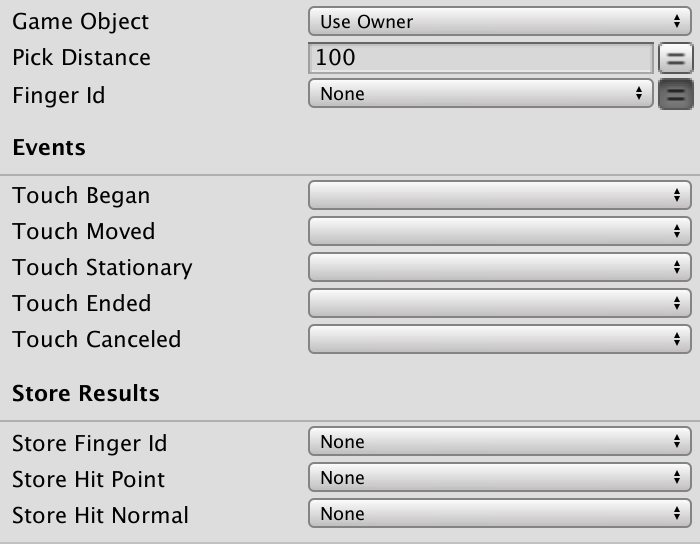 Game Object Use Owner
Pick Distance 100
Finger Id None
Events
Touch Began
Touch Moved
Touch Stationary
Touch Ended
Touch Canceled
Store Results
Store Finger Id None
Store Hit Point None
Store Hit Normal None